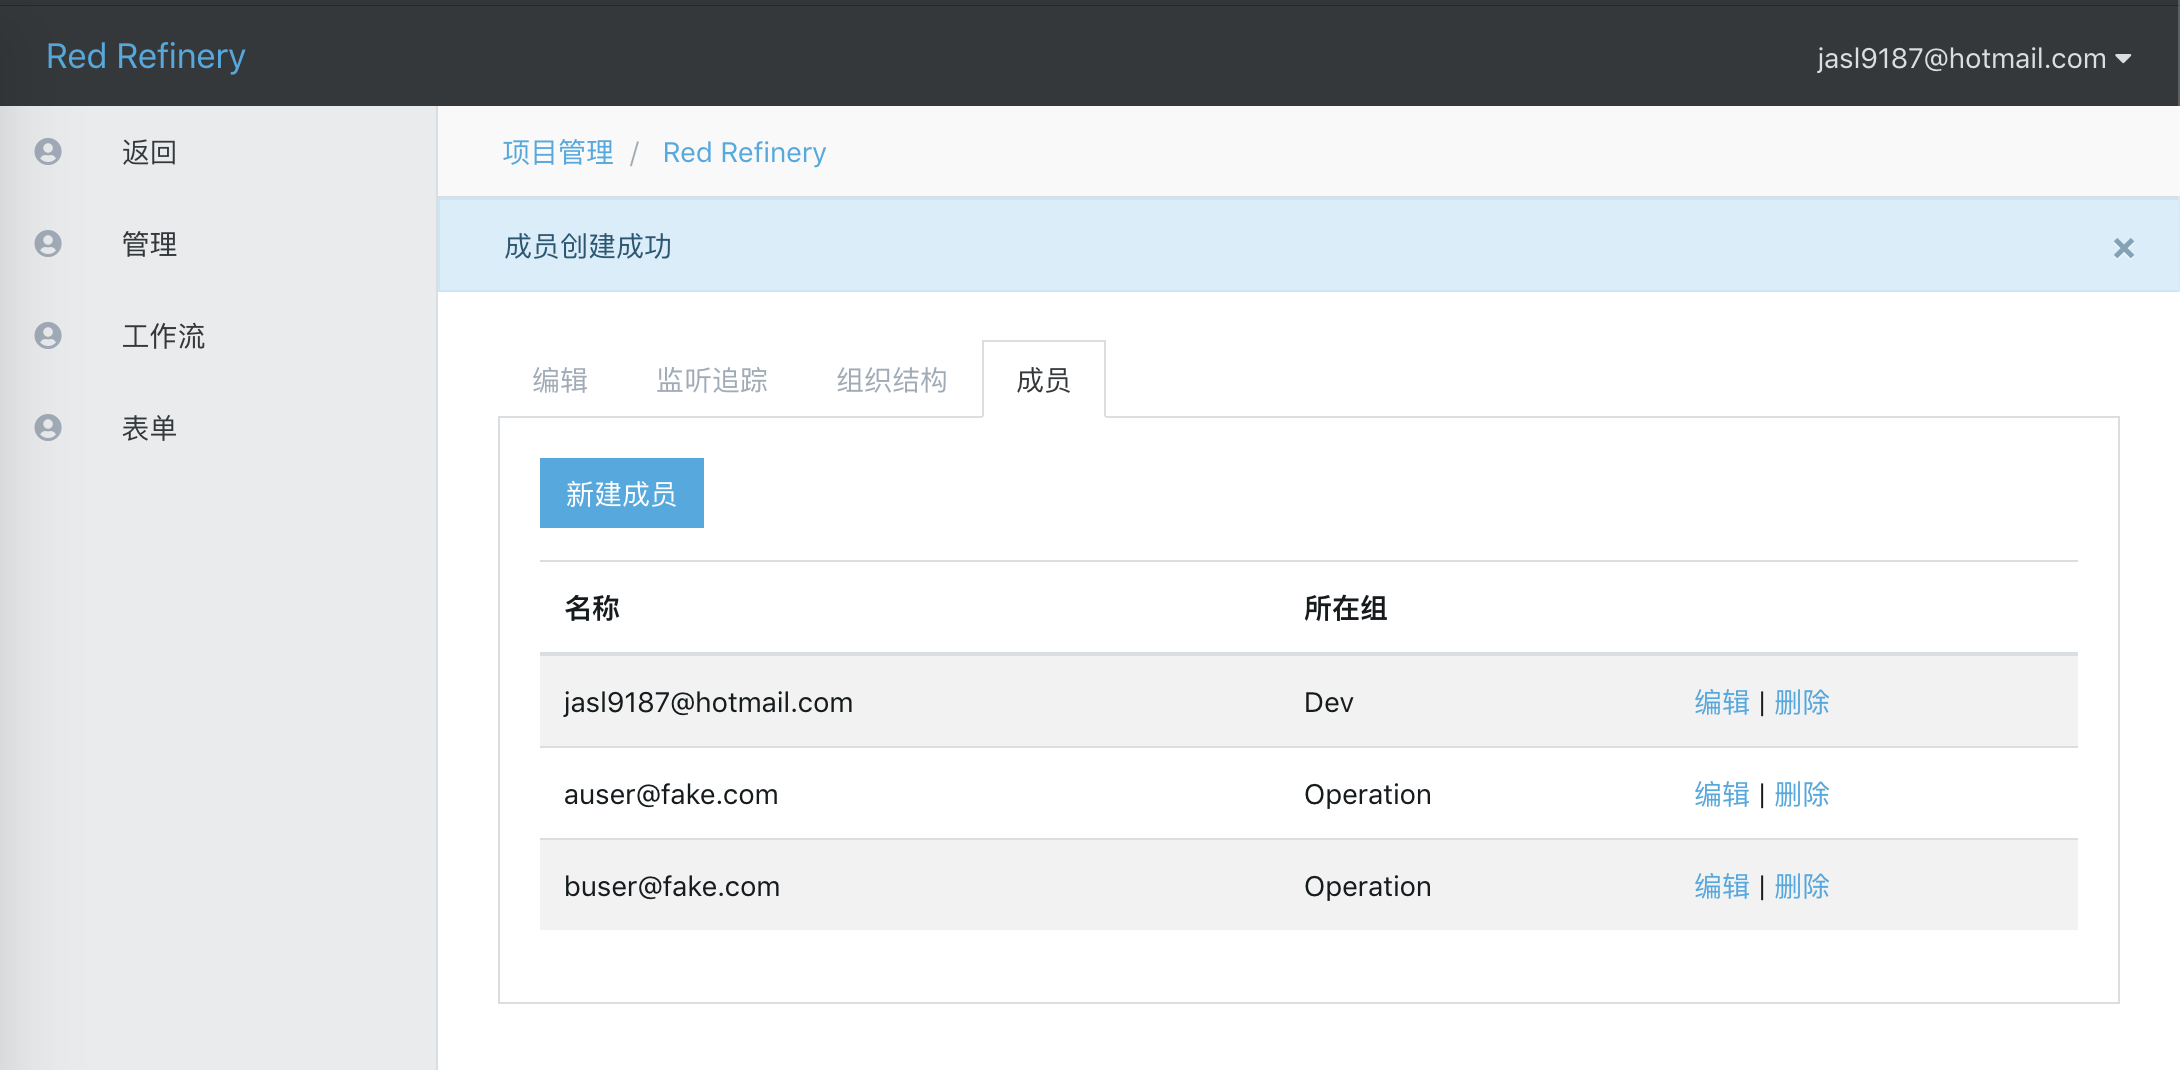 Red Refinery
jasl9187@hotmail.com
返回
管理
工作流
表单
项目管理 / Red Refinery
成员创建成功
编辑 监听追踪 组织结构 成员
新建成员
名称 所在组
jasl9187@hotmail.com Dev 编辑 | 删除
auser@fake.com Operation 编辑 | 删除
buser@fake.com Operation 编辑 | 删除